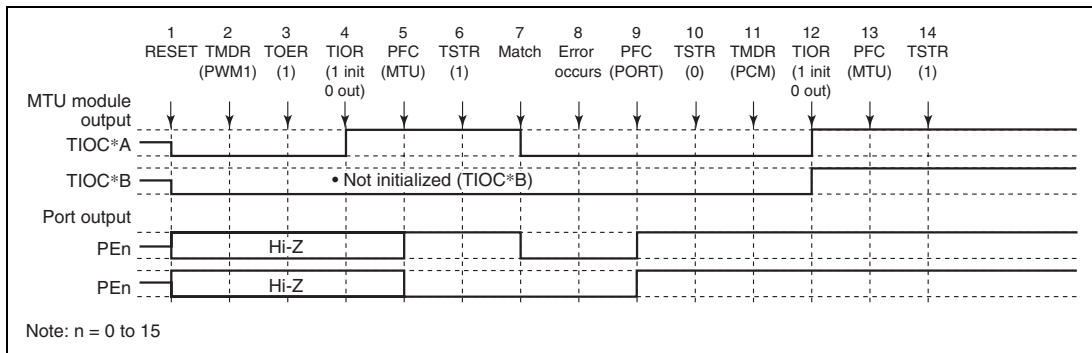 1 2 3 4 5 6 7 8 9 10 11 12 13 14
RESET TMDR TOER TIOR PFC TSTR Match Error PFC TSTR TMDR TIOR PFC TSTR
(PWM1) (1) (1 init (MTU) (1) occurs (PORT) (0) (PCM) (1 init (MTU) (1)
0 out) 0 out)
MTU module
output
TIOC*A
TIOC*B
• Not initialized (TIOC*B)
Port output
PEn
Hi-Z
PEn
Hi-Z
Note: n = 0 to 15